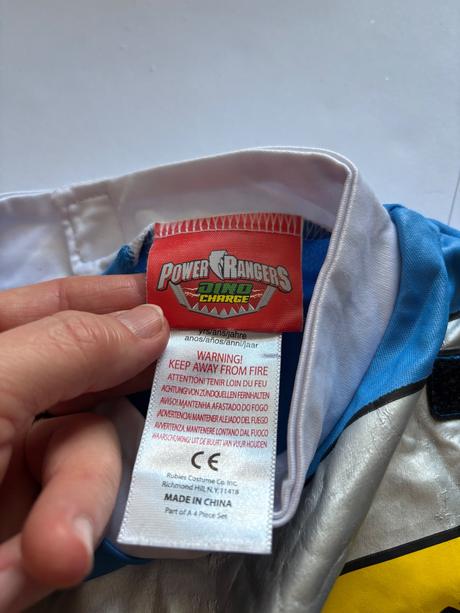 POWER RANGERS
DINO
CHARGE
yrs/ans/jahre
anos/años/anni/jaar
WARNING!
KEEP AWAY FROM FIRE
ATTENTION! TENIR LOIN DU FEU
ACHTUNG! VON ZÜNDQUELLEN FERNHALTEN
AVISO! MANTENHA AFASTADO DO FOGO
¡ADVERTENCIA! MANTENER ALEJADO DEL FUEGO
AVVERTENZA, MANTENERE LONTANO DAL FUOCO
WAARSCHUWING! UIT DE BUURT VAN VUUR HOUDEN
CE
Rubies Costume Co. Inc.
Richmond Hill, N.Y. 11418
MADE IN CHINA
Part of A 4 Piece Set